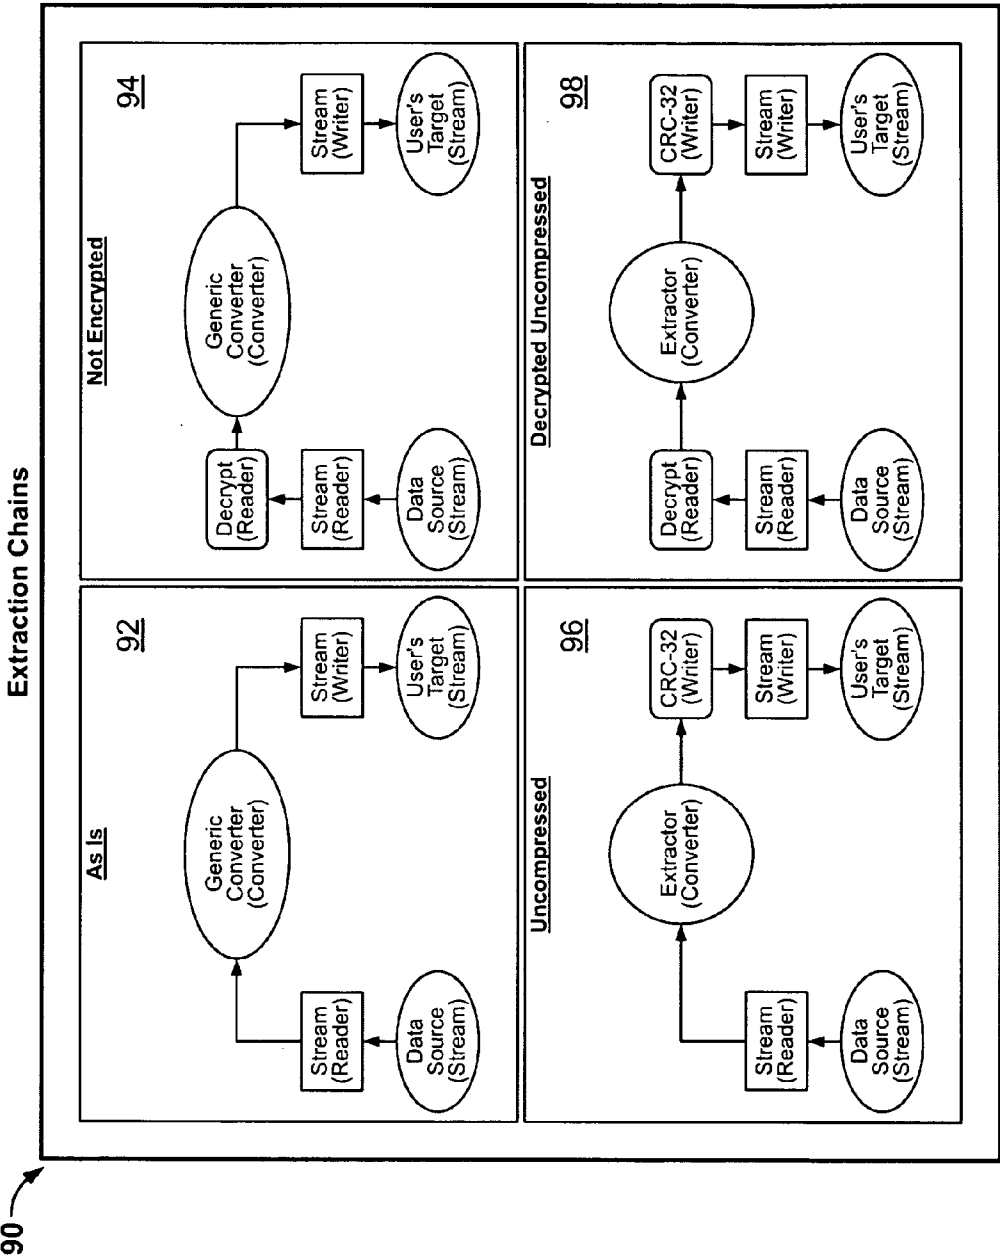 Extraction Chains
90
As Is
92
Generic
Converter
(Converter)
Stream
(Reader)
Data
Source
(Stream)
Stream
(Writer)
User's
Target
(Stream)
Not Encrypted
94
Decrypt
(Reader)
Generic
Converter
(Converter)
Stream
(Reader)
Data
Source
(Stream)
Stream
(Writer)
User's
Target
(Stream)
Uncompressed
96
Extractor
(Converter)
CRC-32
(Writer)
Stream
(Reader)
Stream
(Writer)
Data
Source
(Stream)
User's
Target
(Stream)
Decrypted Uncompressed
98
Decrypt
(Reader)
Extractor
(Converter)
CRC-32
(Writer)
Stream
(Reader)
Stream
(Writer)
Data
Source
(Stream)
User's
Target
(Stream)